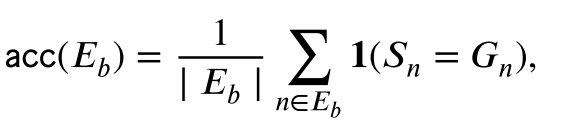 acc(E_b) = \frac{1}{| E_b |} \sum_{n \in E_b} \mathbf{1}(S_n = G_n),